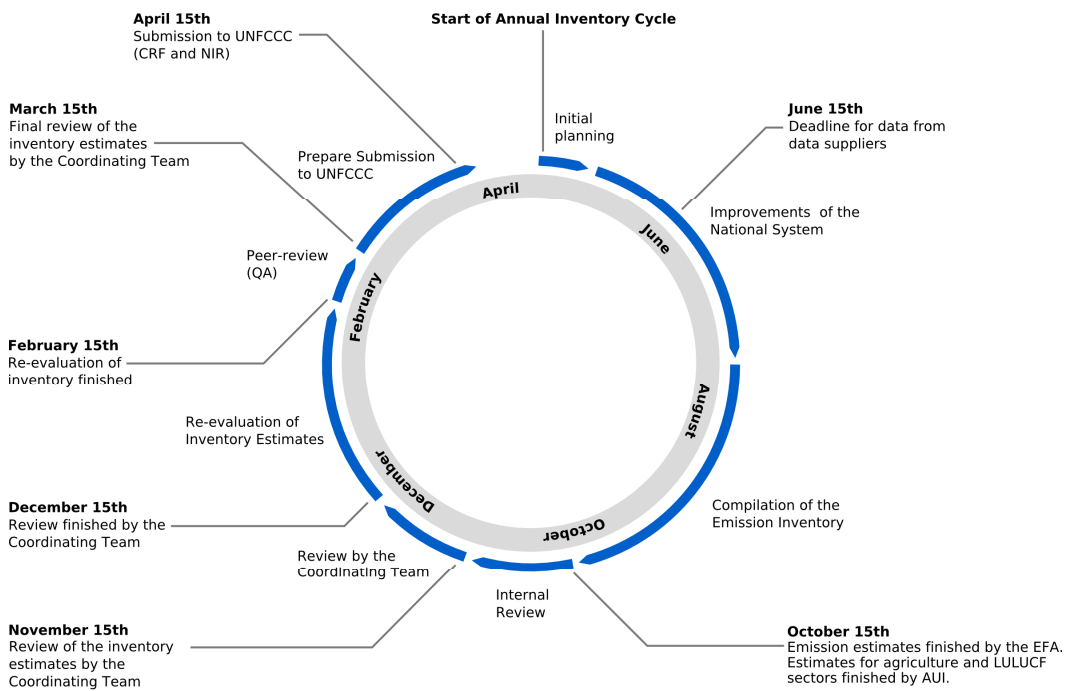 Start of Annual Inventory Cycle
Initial
planning
June 15th
Deadline for data from
data suppliers
Improvements of the
National System
Compilation of the
Emission Inventory
October 15th
Emission estimates finished by the EFA.
Estimates for agriculture and LULUCF
sectors finished by AUI.
Internal
Review
November 15th
Review of the inventory
estimates by the
Coordinating Team
Review by the
Coordinating Team
December 15th
Review finished by the
Coordinating Team
Re-evaluation of
Inventory Estimates
February 15th
Re-evaluation of
inventory finished
Peer-review
(QA)
March 15th
Final review of the
inventory estimates
by the Coordinating Team
Prepare Submission
to UNFCCC
April 15th
Submission to UNFCCC
(CRF and NIR)
April
June
August
October
December
February